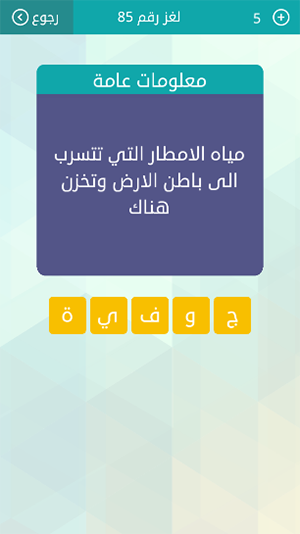 رجوع لغز رقم 85 5
معلومات عامة
مياه الامطار التي تتسرب
الى باطن الارض وتخزن
هناك
ج و ف ي ة